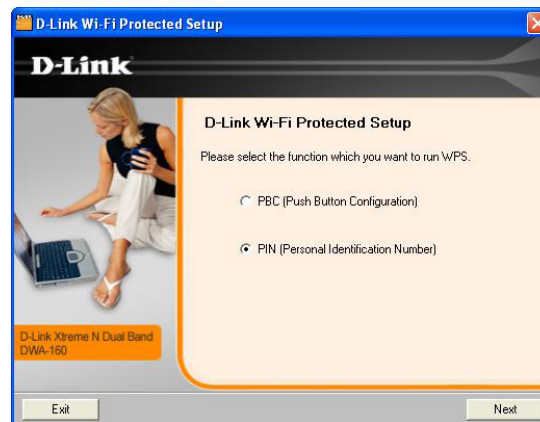 D-Link Wi-Fi Protected Setup
D-Link
D-Link Wi-Fi Protected Setup
Please select the function which you want to run WPS.
PBC (Push Button Configuration)
PIN (Personal Identification Number)
D-Link Xtreme N Dual Band
DWA-160
Exit
Next